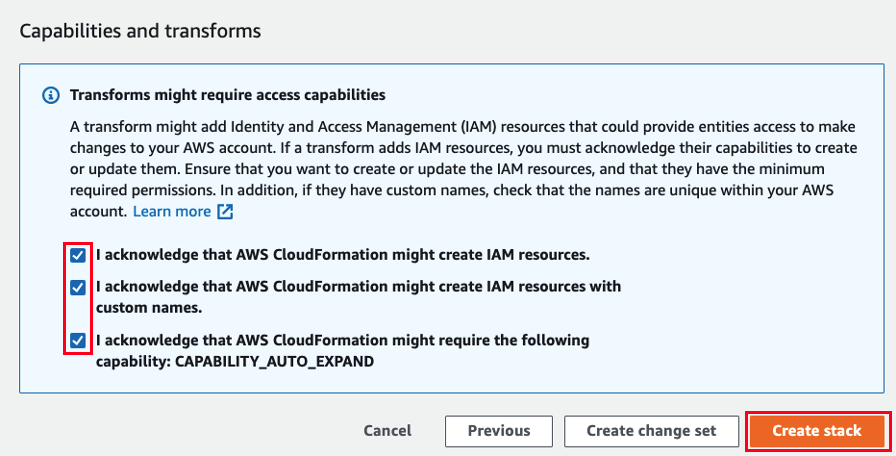 Capabilities and transforms
Transforms might require access capabilities
A transform might add Identity and Access Management (IAM) resources that could provide entities access to make
changes to your AWS account. If a transform adds IAM resources, you must acknowledge their capabilities to create
or update them. Ensure that you want to create or update the IAM resources, and that they have the minimum
required permissions. In addition, if they have custom names, check that the names are unique within your AWS
account. Learn more
I acknowledge that AWS CloudFormation might create IAM resources.
I acknowledge that AWS CloudFormation might create IAM resources with
custom names.
I acknowledge that AWS CloudFormation might require the following
capability: CAPABILITY_AUTO_EXPAND
Cancel Previous Create change set Create stack